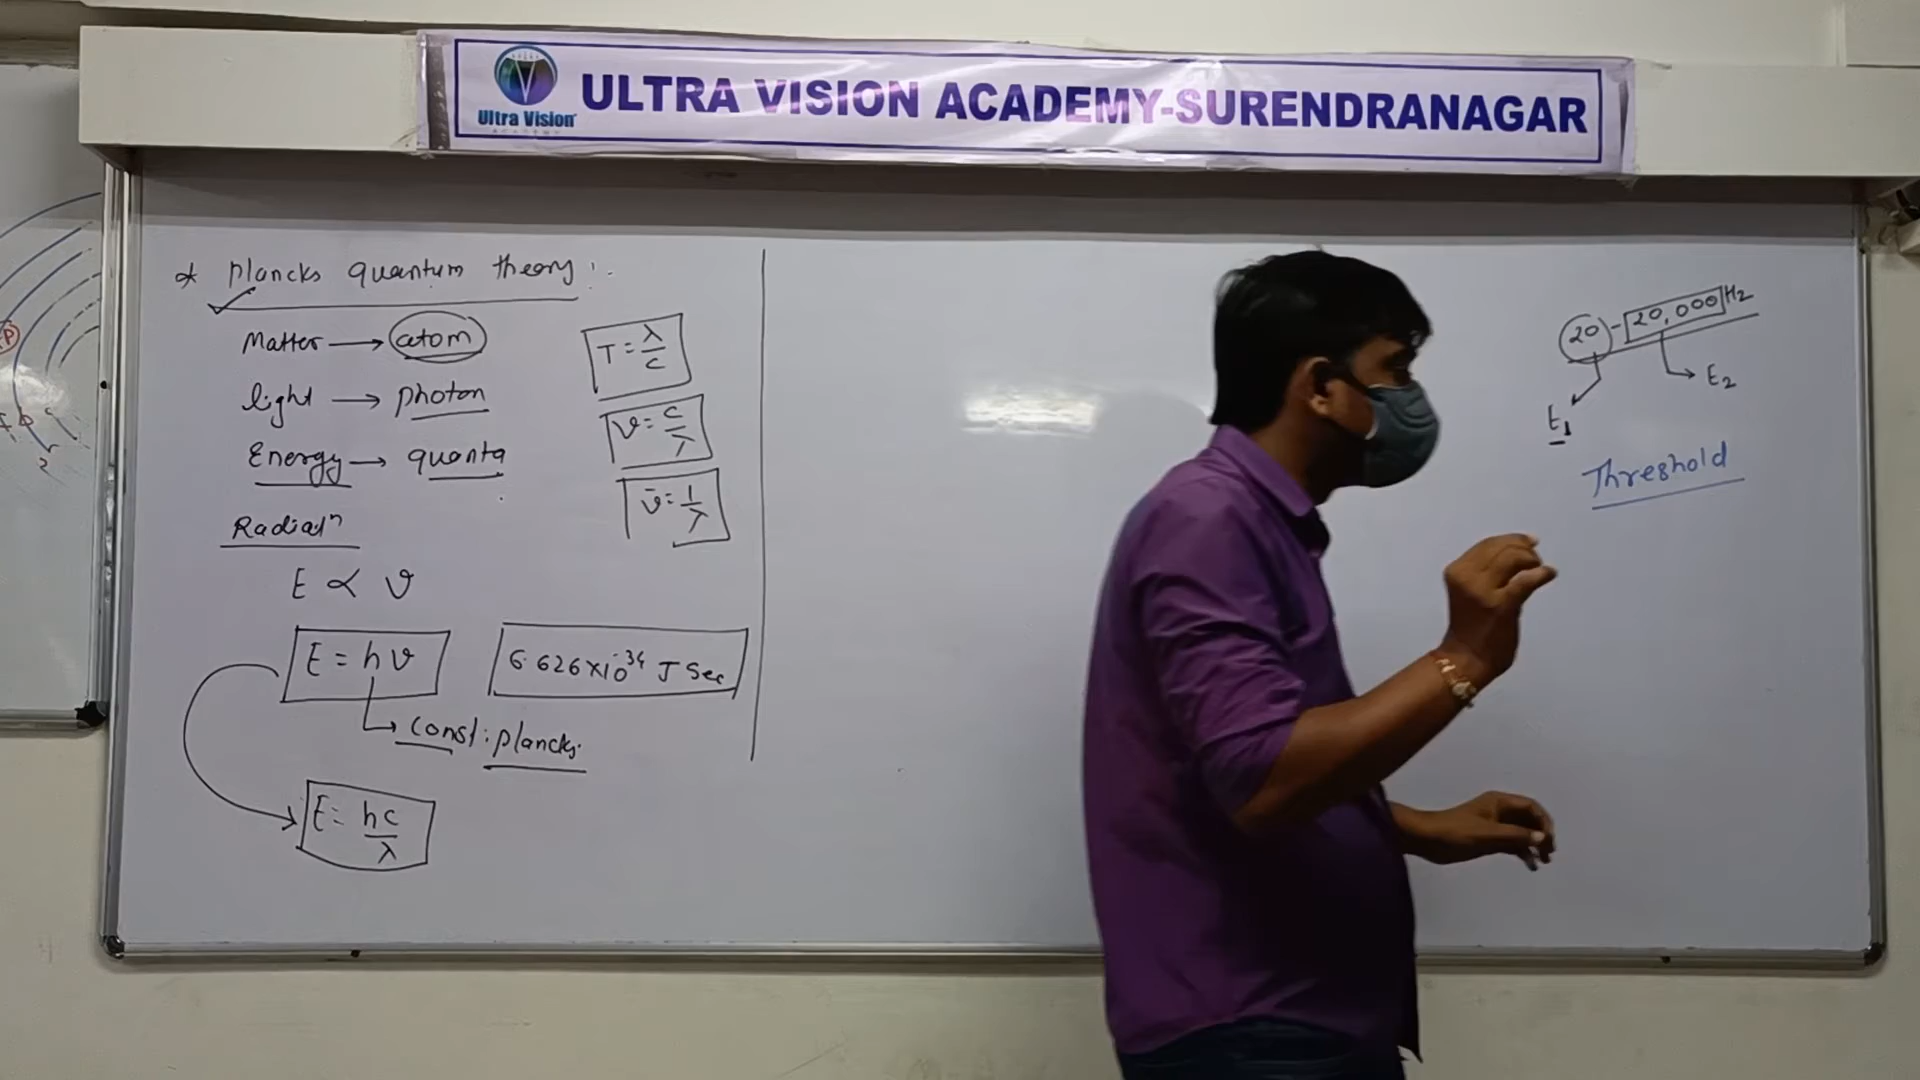 Ultra Vision
ULTRA VISION ACADEMY-SURENDRANAGAR
* Plancks quantum theory :.
Matter → atom
light → photon
Energy → quanta
Radiatⁿ
E ∝ ν
E = hν
const. plancks.
6.626×10⁻³⁴ J Sec
E = hc/λ
T = λ/c
ν = c/λ
ν̄ = 1/λ
20 - 20,000 Hz
E₁
E₂
Threshold
P